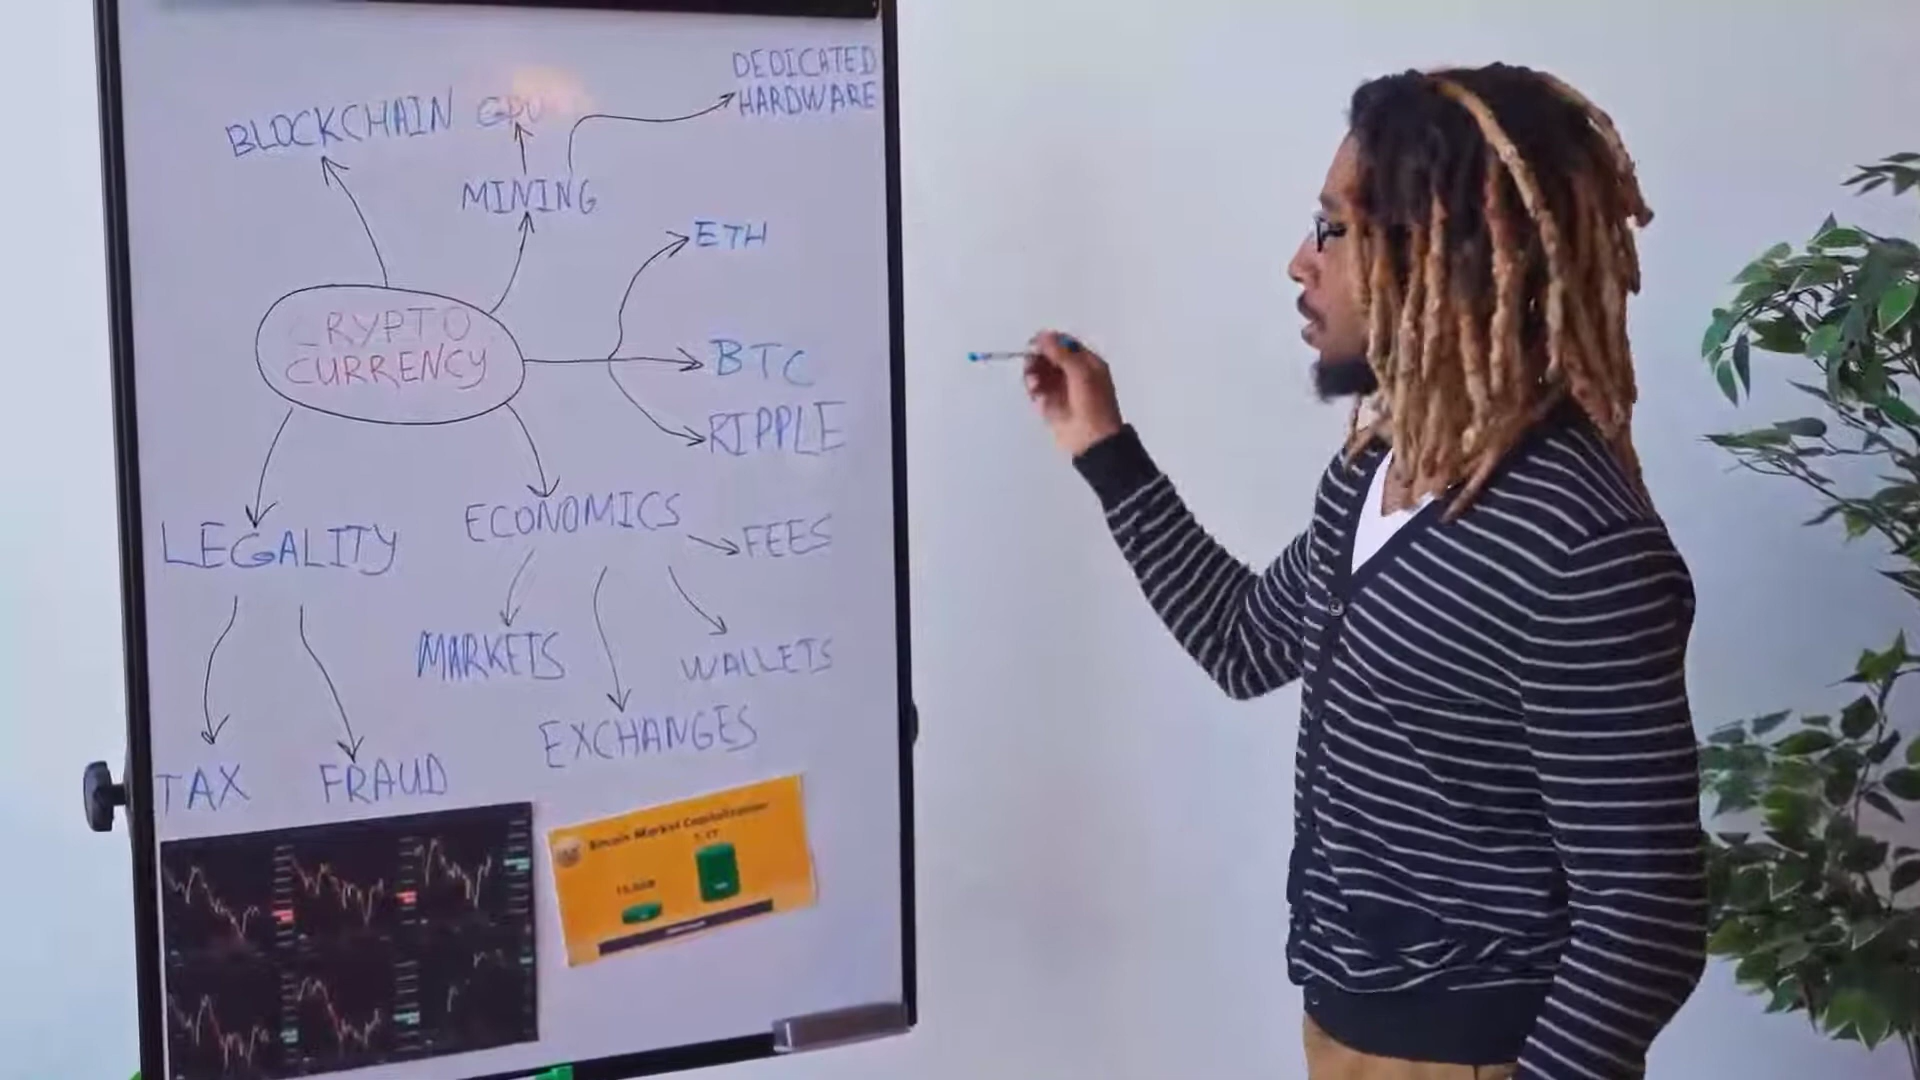 DEDICATED
HARDWARE
BLOCKCHAIN
GPU
MINING
ETH
CRYPTO
CURRENCY
BTC
RIPPLE
ECONOMICS
LEGALITY
FEES
MARKETS
WALLETS
EXCHANGES
TAX
FRAUD
Bitcoin Market Capitalization